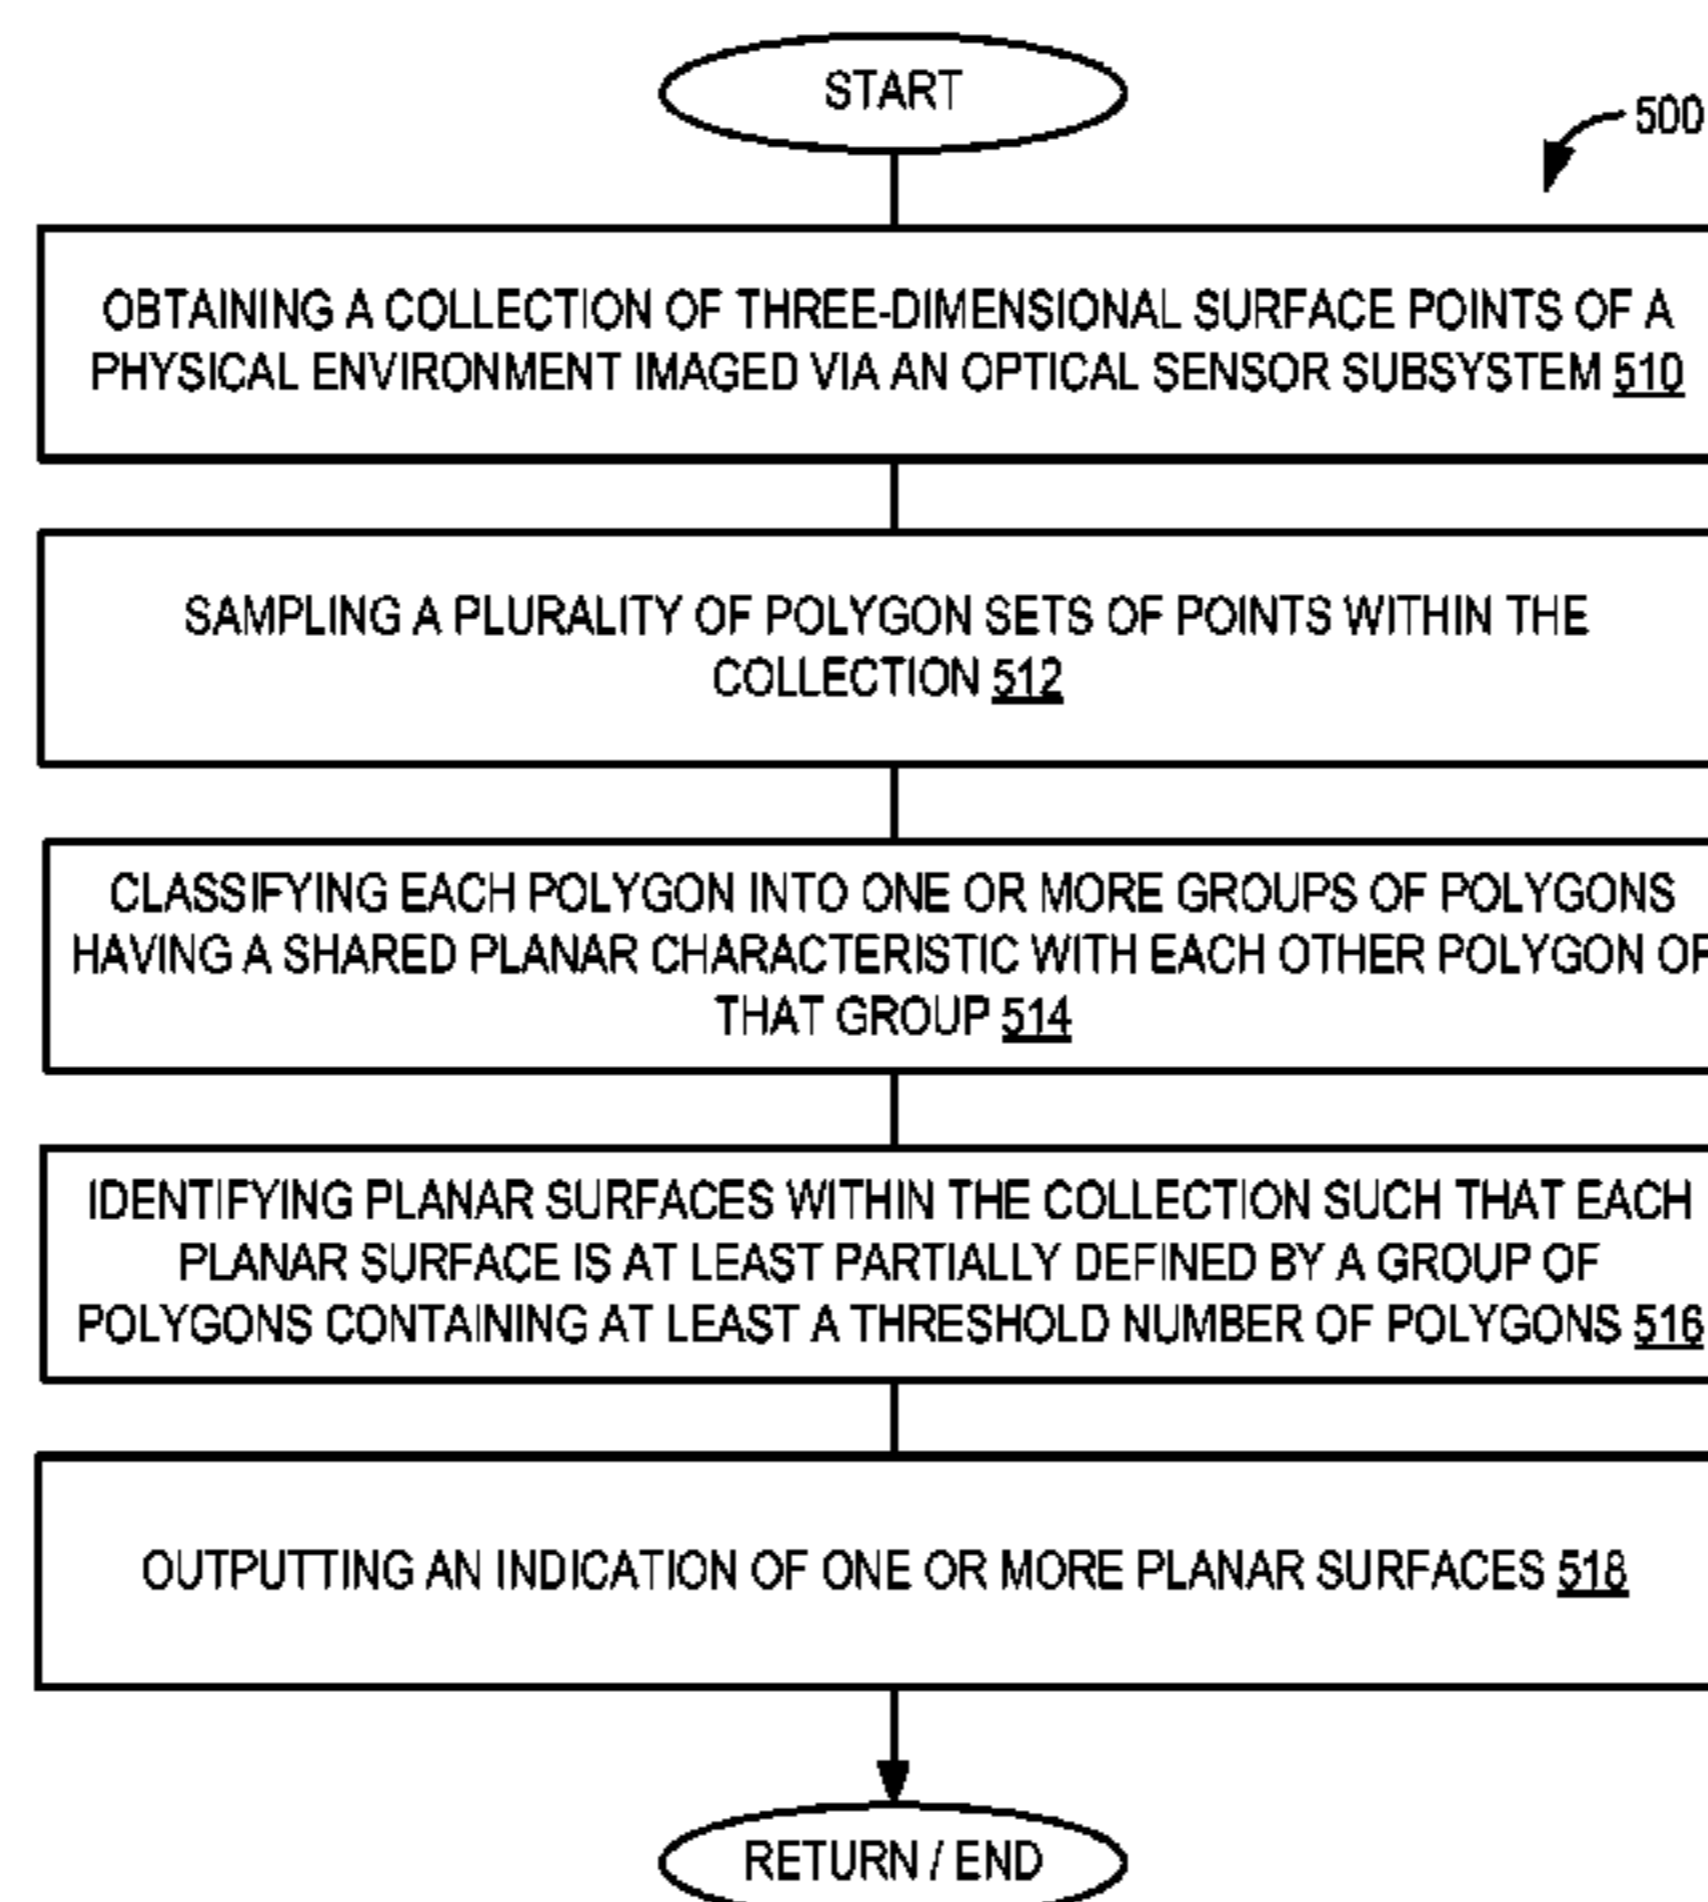 START
500
OBTAINING A COLLECTION OF THREE-DIMENSIONAL SURFACE POINTS OF A
PHYSICAL ENVIRONMENT IMAGED VIA AN OPTICAL SENSOR SUBSYSTEM 510
SAMPLING A PLURALITY OF POLYGON SETS OF POINTS WITHIN THE
COLLECTION 512
CLASSIFYING EACH POLYGON INTO ONE OR MORE GROUPS OF POLYGONS
HAVING A SHARED PLANAR CHARACTERISTIC WITH EACH OTHER POLYGON OF
THAT GROUP 514
IDENTIFYING PLANAR SURFACES WITHIN THE COLLECTION SUCH THAT EACH
PLANAR SURFACE IS AT LEAST PARTIALLY DEFINED BY A GROUP OF
POLYGONS CONTAINING AT LEAST A THRESHOLD NUMBER OF POLYGONS 516
OUTPUTTING AN INDICATION OF ONE OR MORE PLANAR SURFACES 518
RETURN / END